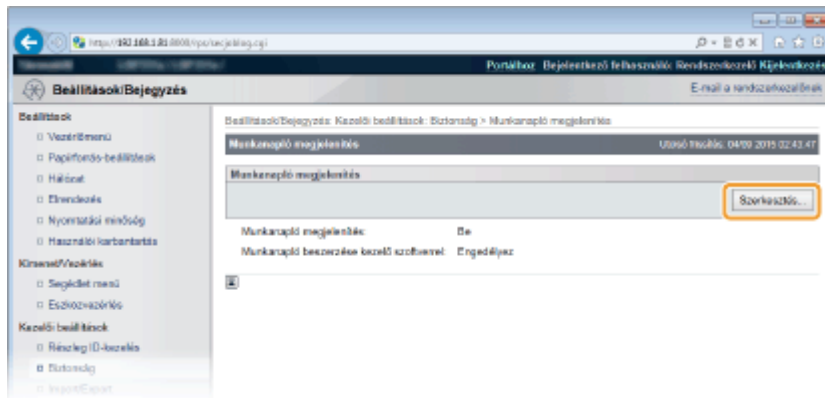 Portálhoz Bejelentkező felhasználó: Rendszerkezelő Kijelentkezés
Beállítások/Bejegyzés
E-mail a rendszerkezelőnek
Beállítások
Vezérlőmenü
Papírforrás-beállítások
Hálózat
Elrendezés
Nyomtatási minőség
Használói karbantartás
Kimenet/Vezérlés
Segédlet menü
Eszközvezérlés
Kezelői beállítások
Részleg ID-kezelés
Biztonság
Import/Export
Beállítások/Bejegyzés: Kezelői beállítások: Biztonság > Munkanapló megjelenítés
Munkanapló megjelenítés
Utolsó frissítés: 04/09 2015 02:43:47
Munkanapló megjelenítés
Szerkesztés...
Munkanapló megjelenítés: Be
Munkanapló beszerzése kezelő szoftverrel: Engedélyez